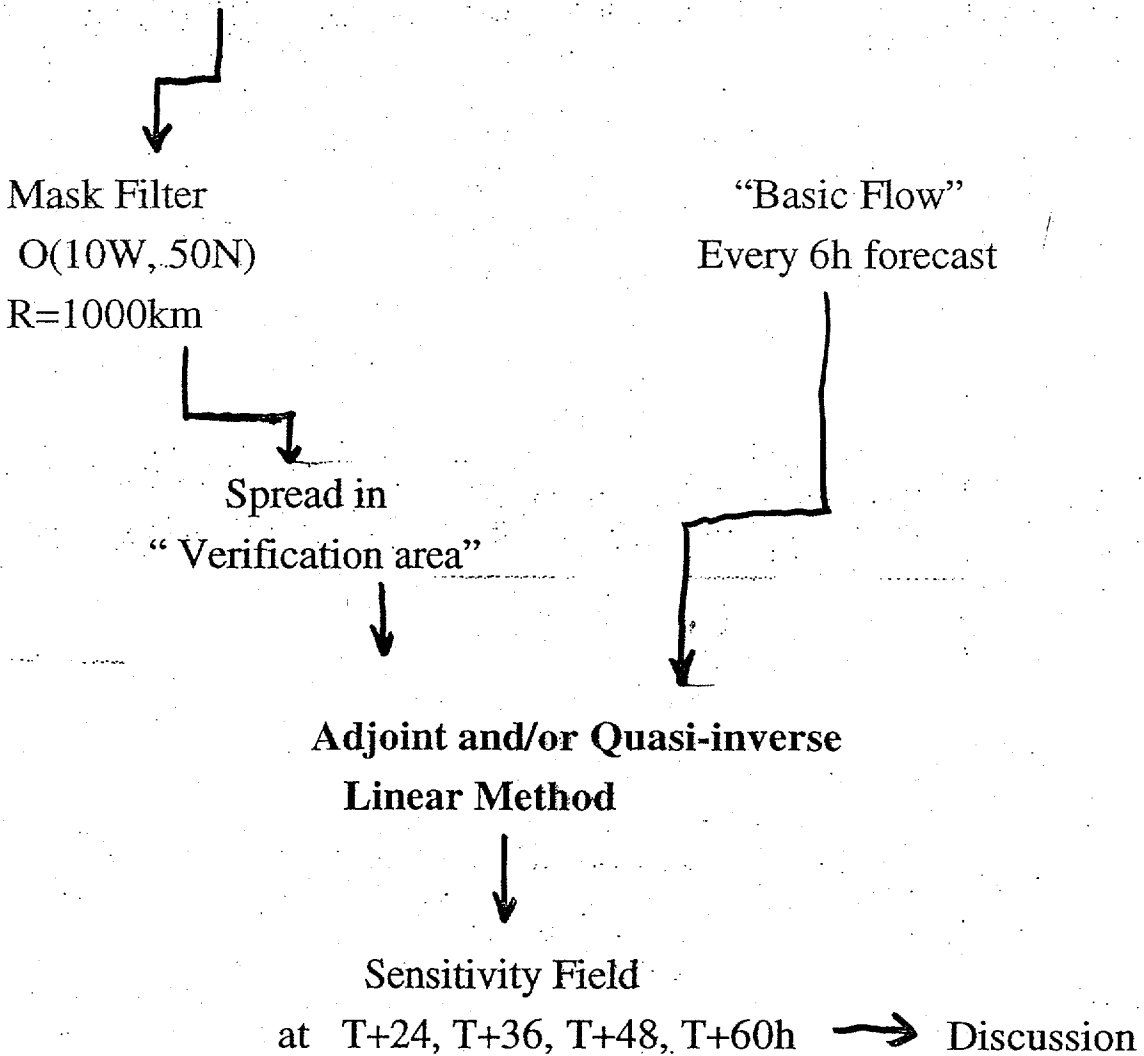 Mask Filter
O(10W, 50N)
R=1000km
“Basic Flow”
Every 6h forecast
Spread in
“ Verification area”
Adjoint and/or Quasi-inverse
Linear Method
Sensitivity Field
at T+24, T+36, T+48, T+60h
Discussion